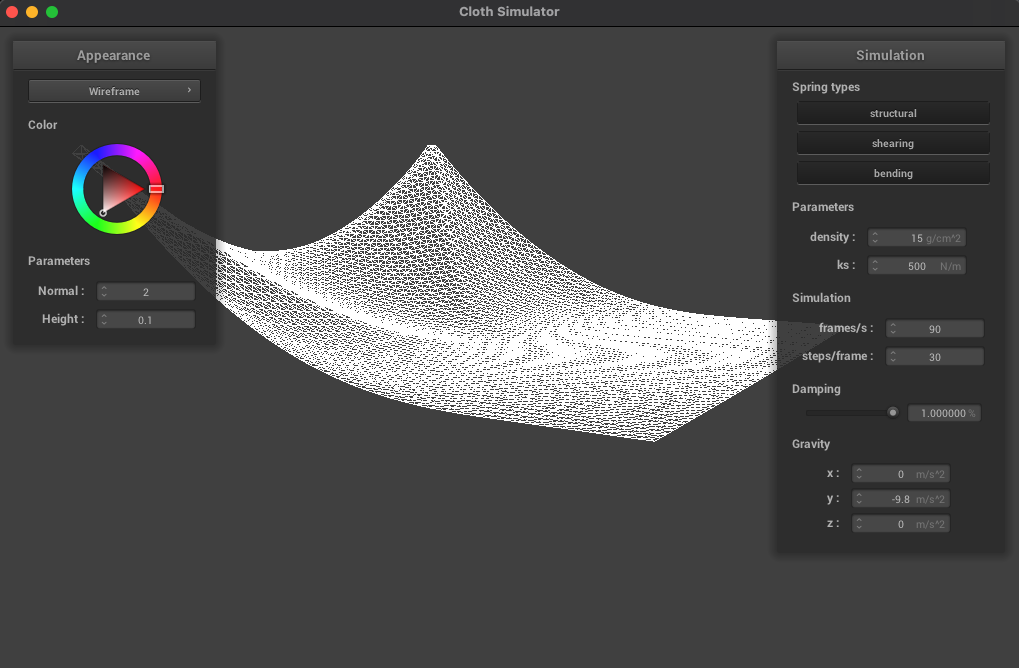 Cloth Simulator
Appearance
Wireframe ›
Color
Parameters
Normal : 2
Height : 0.1
Simulation
Spring types
structural
shearing
bending
Parameters
density : 15 g/cm^2
ks : 500 N/m
Simulation
frames/s : 90
steps/frame : 30
Damping
1.000000 %
Gravity
x : 0 m/s^2
y : -9.8 m/s^2
z : 0 m/s^2